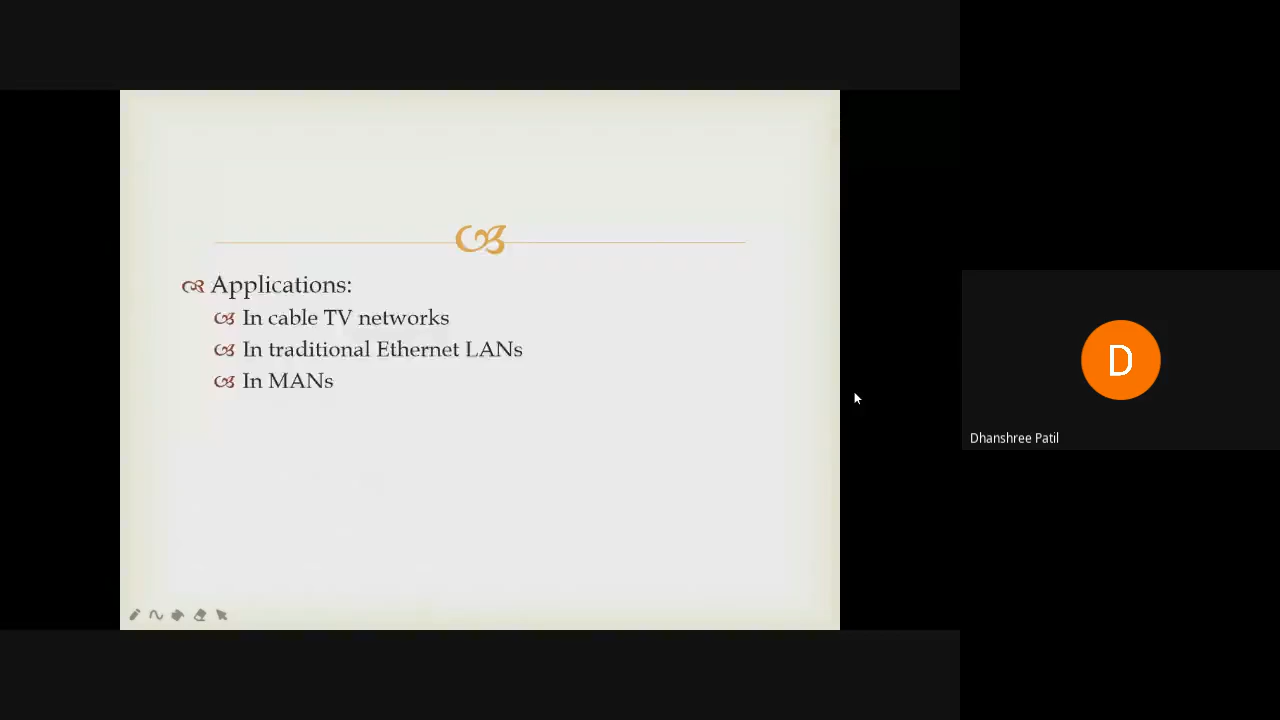 Applications:
In cable TV networks
In traditional Ethernet LANs
In MANs
D
Dhanshree Patil